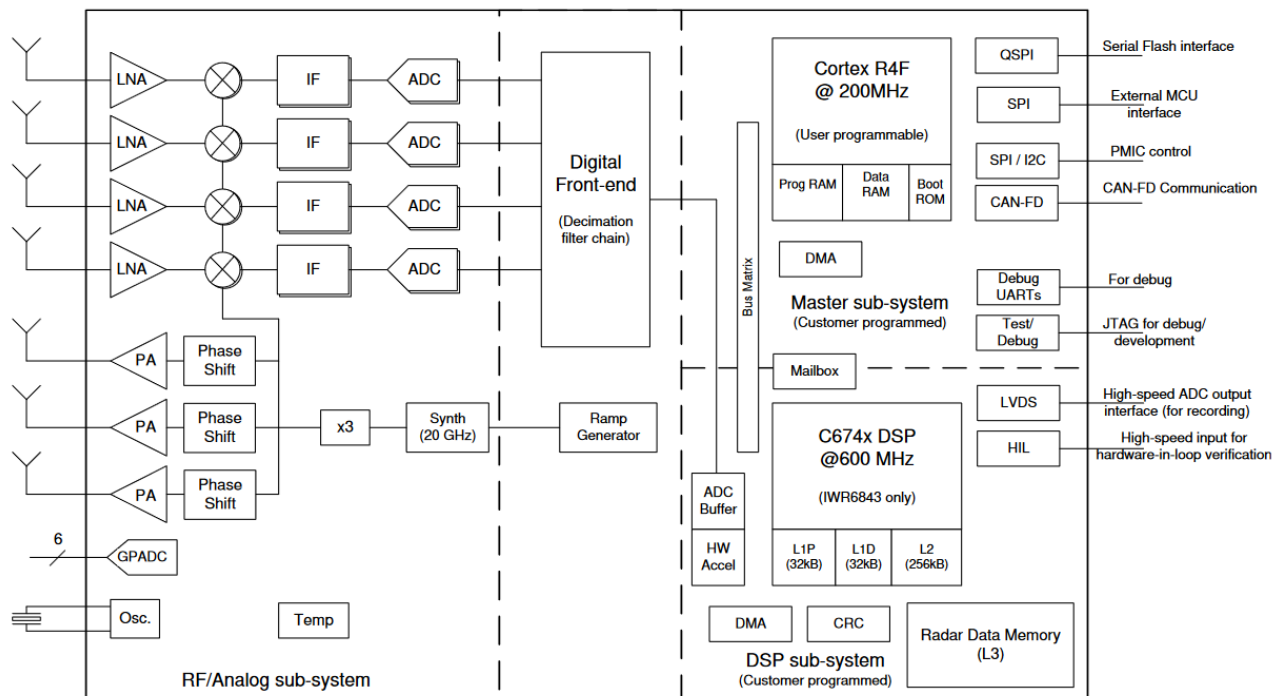 LNA
IF
ADC
LNA
IF
ADC
LNA
IF
ADC
LNA
IF
ADC
PA
Phase
Shift
PA
Phase
Shift
PA
Phase
Shift
x3
Synth
(20 GHz)
6
GPADC
Osc.
Temp
RF/Analog sub-system
Digital
Front-end
(Decimation
filter chain)
Ramp
Generator
Bus Matrix
Cortex R4F
@ 200MHz
(User programmable)
Prog RAM
Data
RAM
Boot
ROM
DMA
Master sub-system
(Customer programmed)
Mailbox
QSPI
Serial Flash interface
SPI
External MCU
interface
SPI / I2C
PMIC control
CAN-FD
CAN-FD Communication
Debug
UARTs
For debug
Test/
Debug
JTAG for debug/
development
LVDS
High-speed ADC output
interface (for recording)
HIL
High-speed input for
hardware-in-loop verification
ADC
Buffer
HW
Accel
C674x DSP
@600 MHz
(IWR6843 only)
L1P
(32kB)
L1D
(32kB)
L2
(256kB)
DMA
CRC
Radar Data Memory
(L3)
DSP sub-system
(Customer programmed)